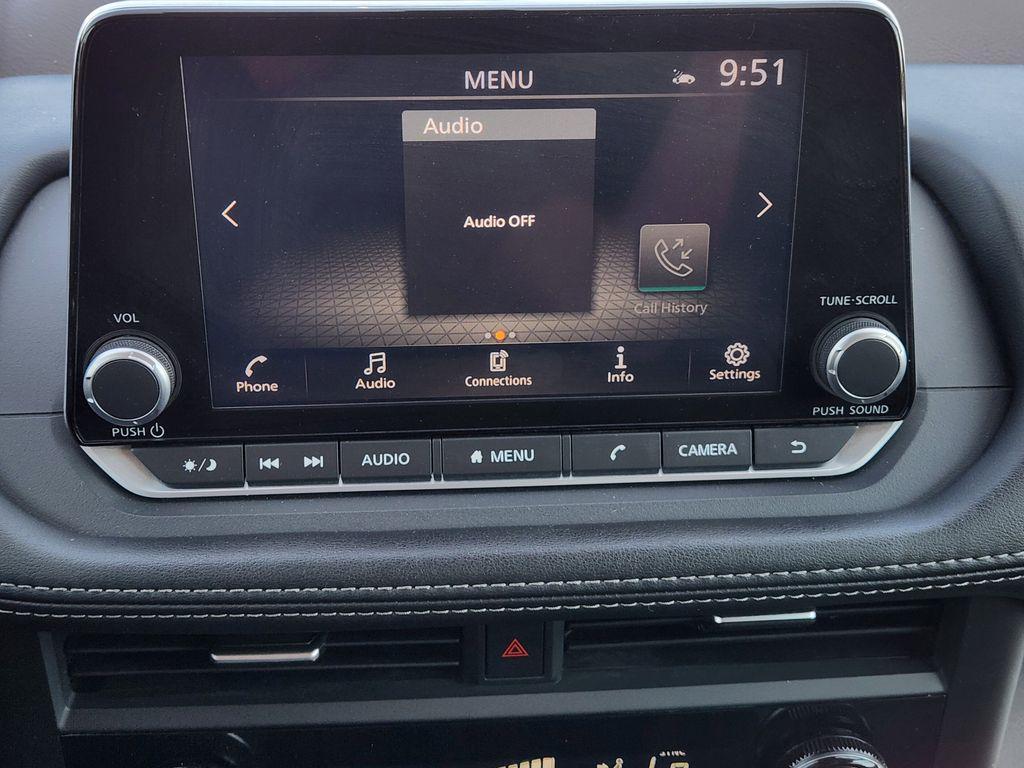 MENU
9:51
Audio
Audio OFF
Call History
VOL
TUNE·SCROLL
Phone
Audio
Connections
Info
Settings
PUSH
PUSH SOUND
AUDIO
MENU
CAMERA
SYNC